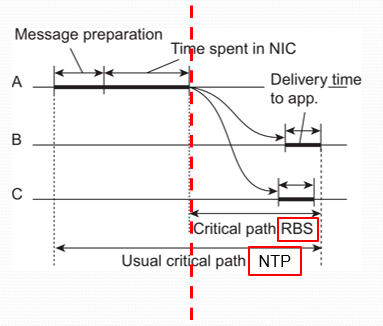 Message preparation
Time spent in NIC
A
Delivery time
to app.
B
C
Critical path RBS
Usual critical path NTP